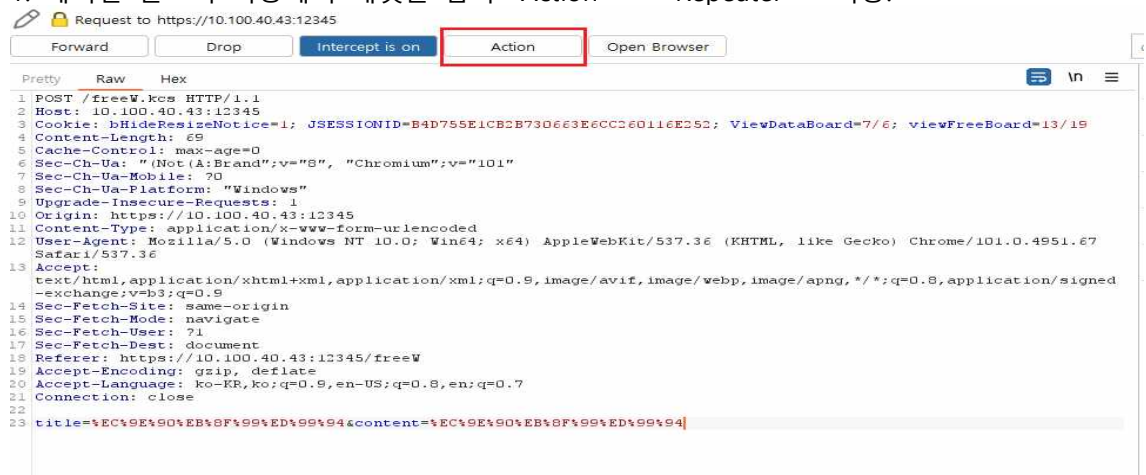 Request to https://10.100.40.43:12345
Forward Drop Intercept is on Action Open Browser
Pretty Raw Hex \n
1 POST /freeW.kcs HTTP/1.1
2 Host: 10.100.40.43:12345
3 Cookie: bHideResizeNotice=1; JSESSIONID=B4D755E1CB2B730663E6CC260116E252; ViewDataBoard=7/6; viewFreeBoard=13/19
4 Content-Length: 69
5 Cache-Control: max-age=0
6 Sec-Ch-Ua: "(Not(A:Brand";v="8", "Chromium";v="101"
7 Sec-Ch-Ua-Mobile: ?0
8 Sec-Ch-Ua-Platform: "Windows"
9 Upgrade-Insecure-Requests: 1
10 Origin: https://10.100.40.43:12345
11 Content-Type: application/x-www-form-urlencoded
12 User-Agent: Mozilla/5.0 (Windows NT 10.0; Win64; x64) AppleWebKit/537.36 (KHTML, like Gecko) Chrome/101.0.4951.67
Safari/537.36
13 Accept:
text/html,application/xhtml+xml,application/xml;q=0.9,image/avif,image/webp,image/apng,*/*;q=0.8,application/signed
-exchange;v=b3;q=0.9
14 Sec-Fetch-Site: same-origin
15 Sec-Fetch-Mode: navigate
16 Sec-Fetch-User: ?1
17 Sec-Fetch-Dest: document
18 Referer: https://10.100.40.43:12345/freeW
19 Accept-Encoding: gzip, deflate
20 Accept-Language: ko-KR,ko;q=0.9,en-US;q=0.8,en;q=0.7
21 Connection: close
22
23 title=%EC%9E%90%EB%8F%99%ED%99%94&content=%EC%9E%90%EB%8F%99%ED%99%94